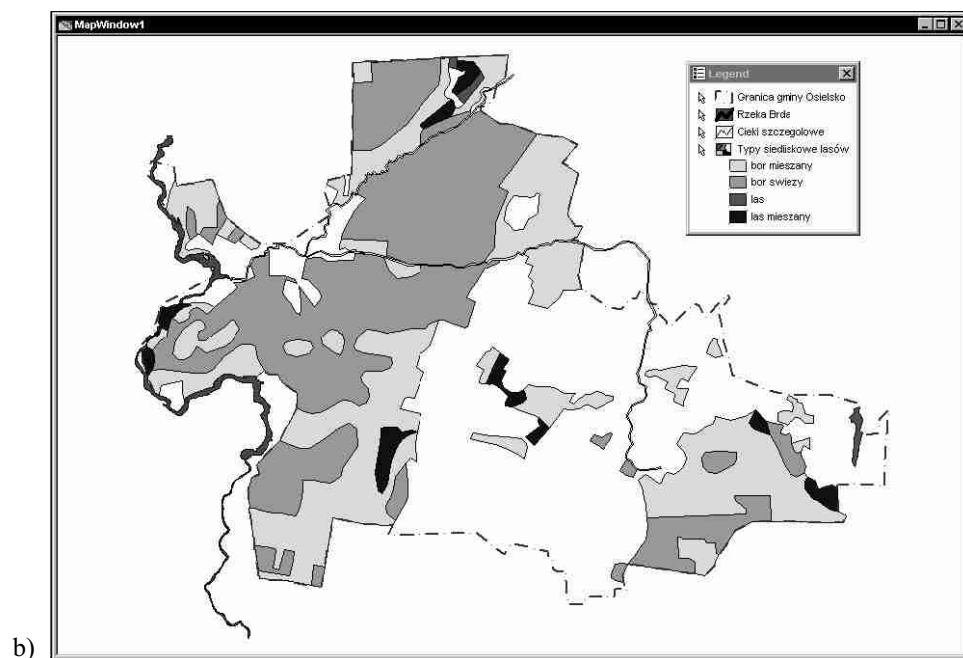 MapWindow1
Legend
Granica gminy Osielsko
Rzeka Brda
Cieki szczegolowe
Typy siedliskowe lasów
bor mieszany
bor swiezy
las
las mieszany
b)